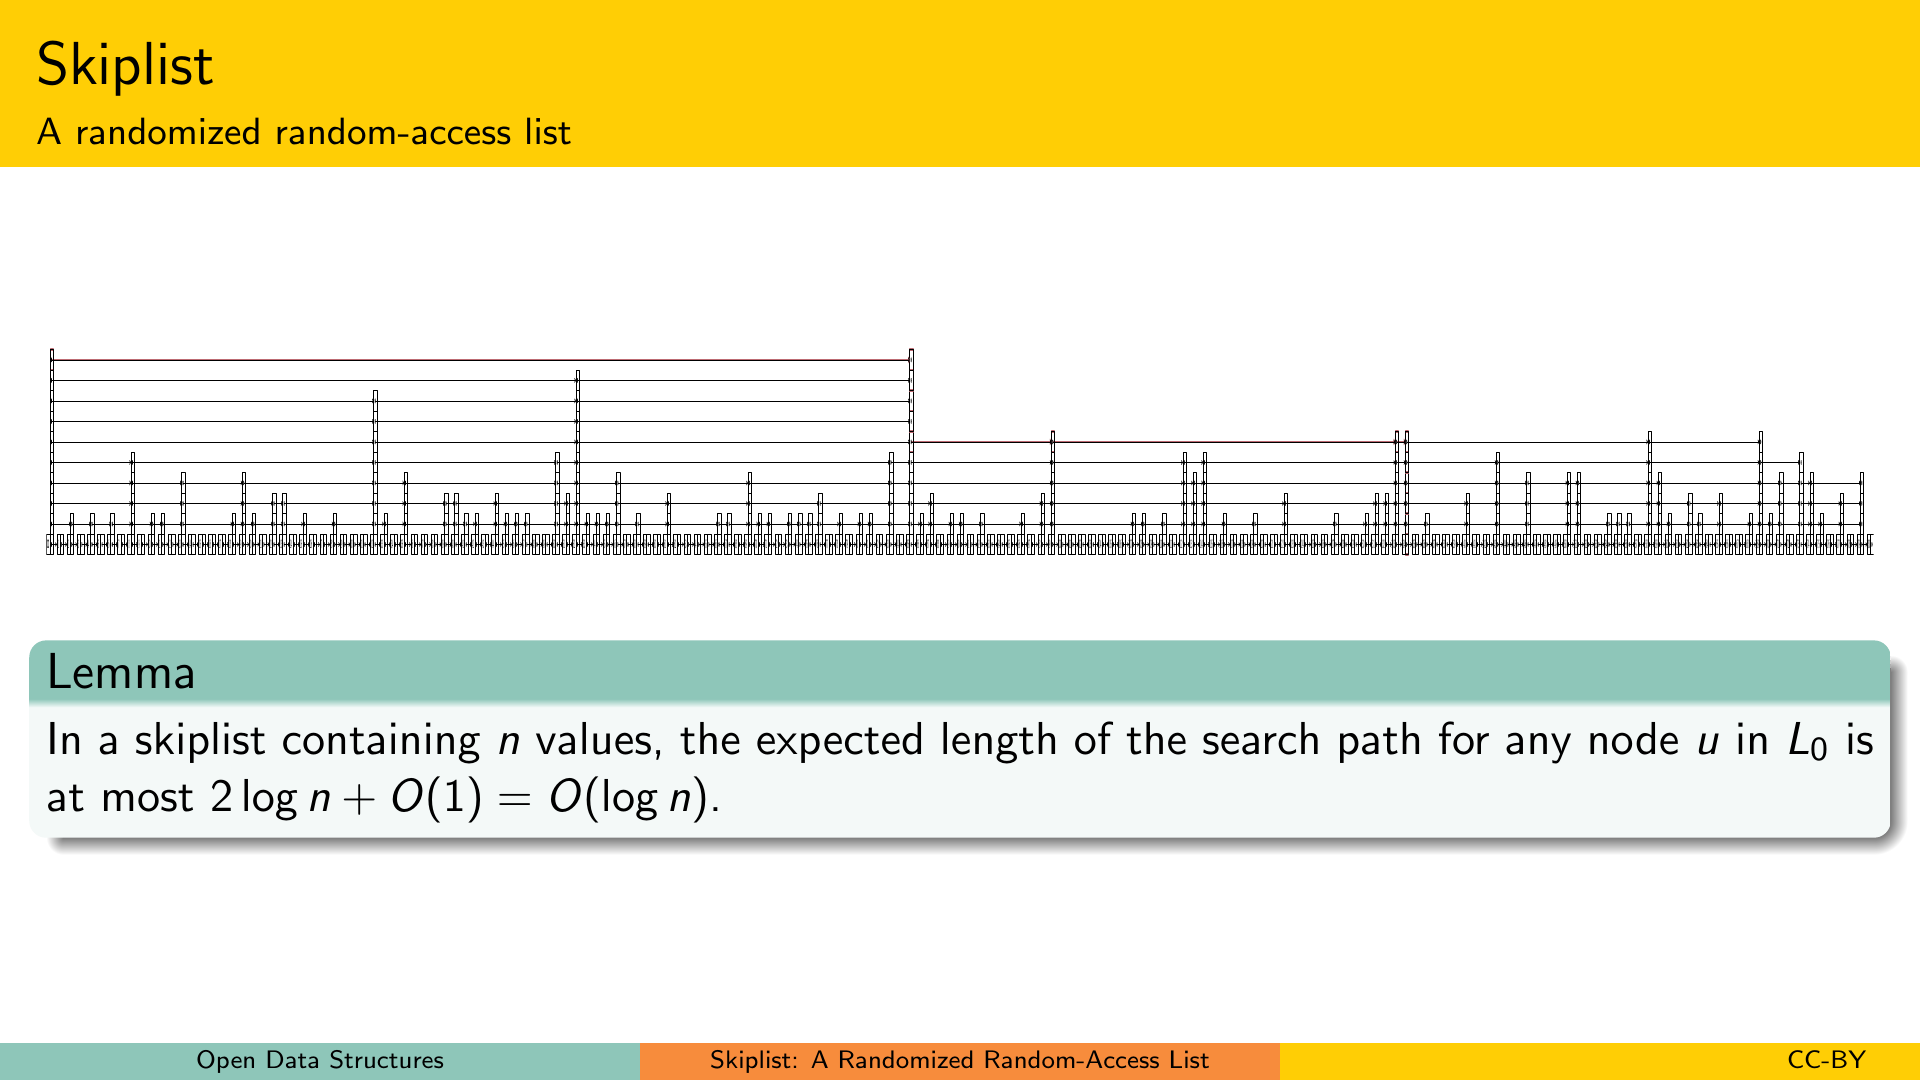 Skiplist
A randomized random-access list
Lemma
In a skiplist containing n values, the expected length of the search path for any node u in L₀ is
at most 2 log n + O(1) = O(log n).
Open Data Structures
Skiplist: A Randomized Random-Access List
CC-BY